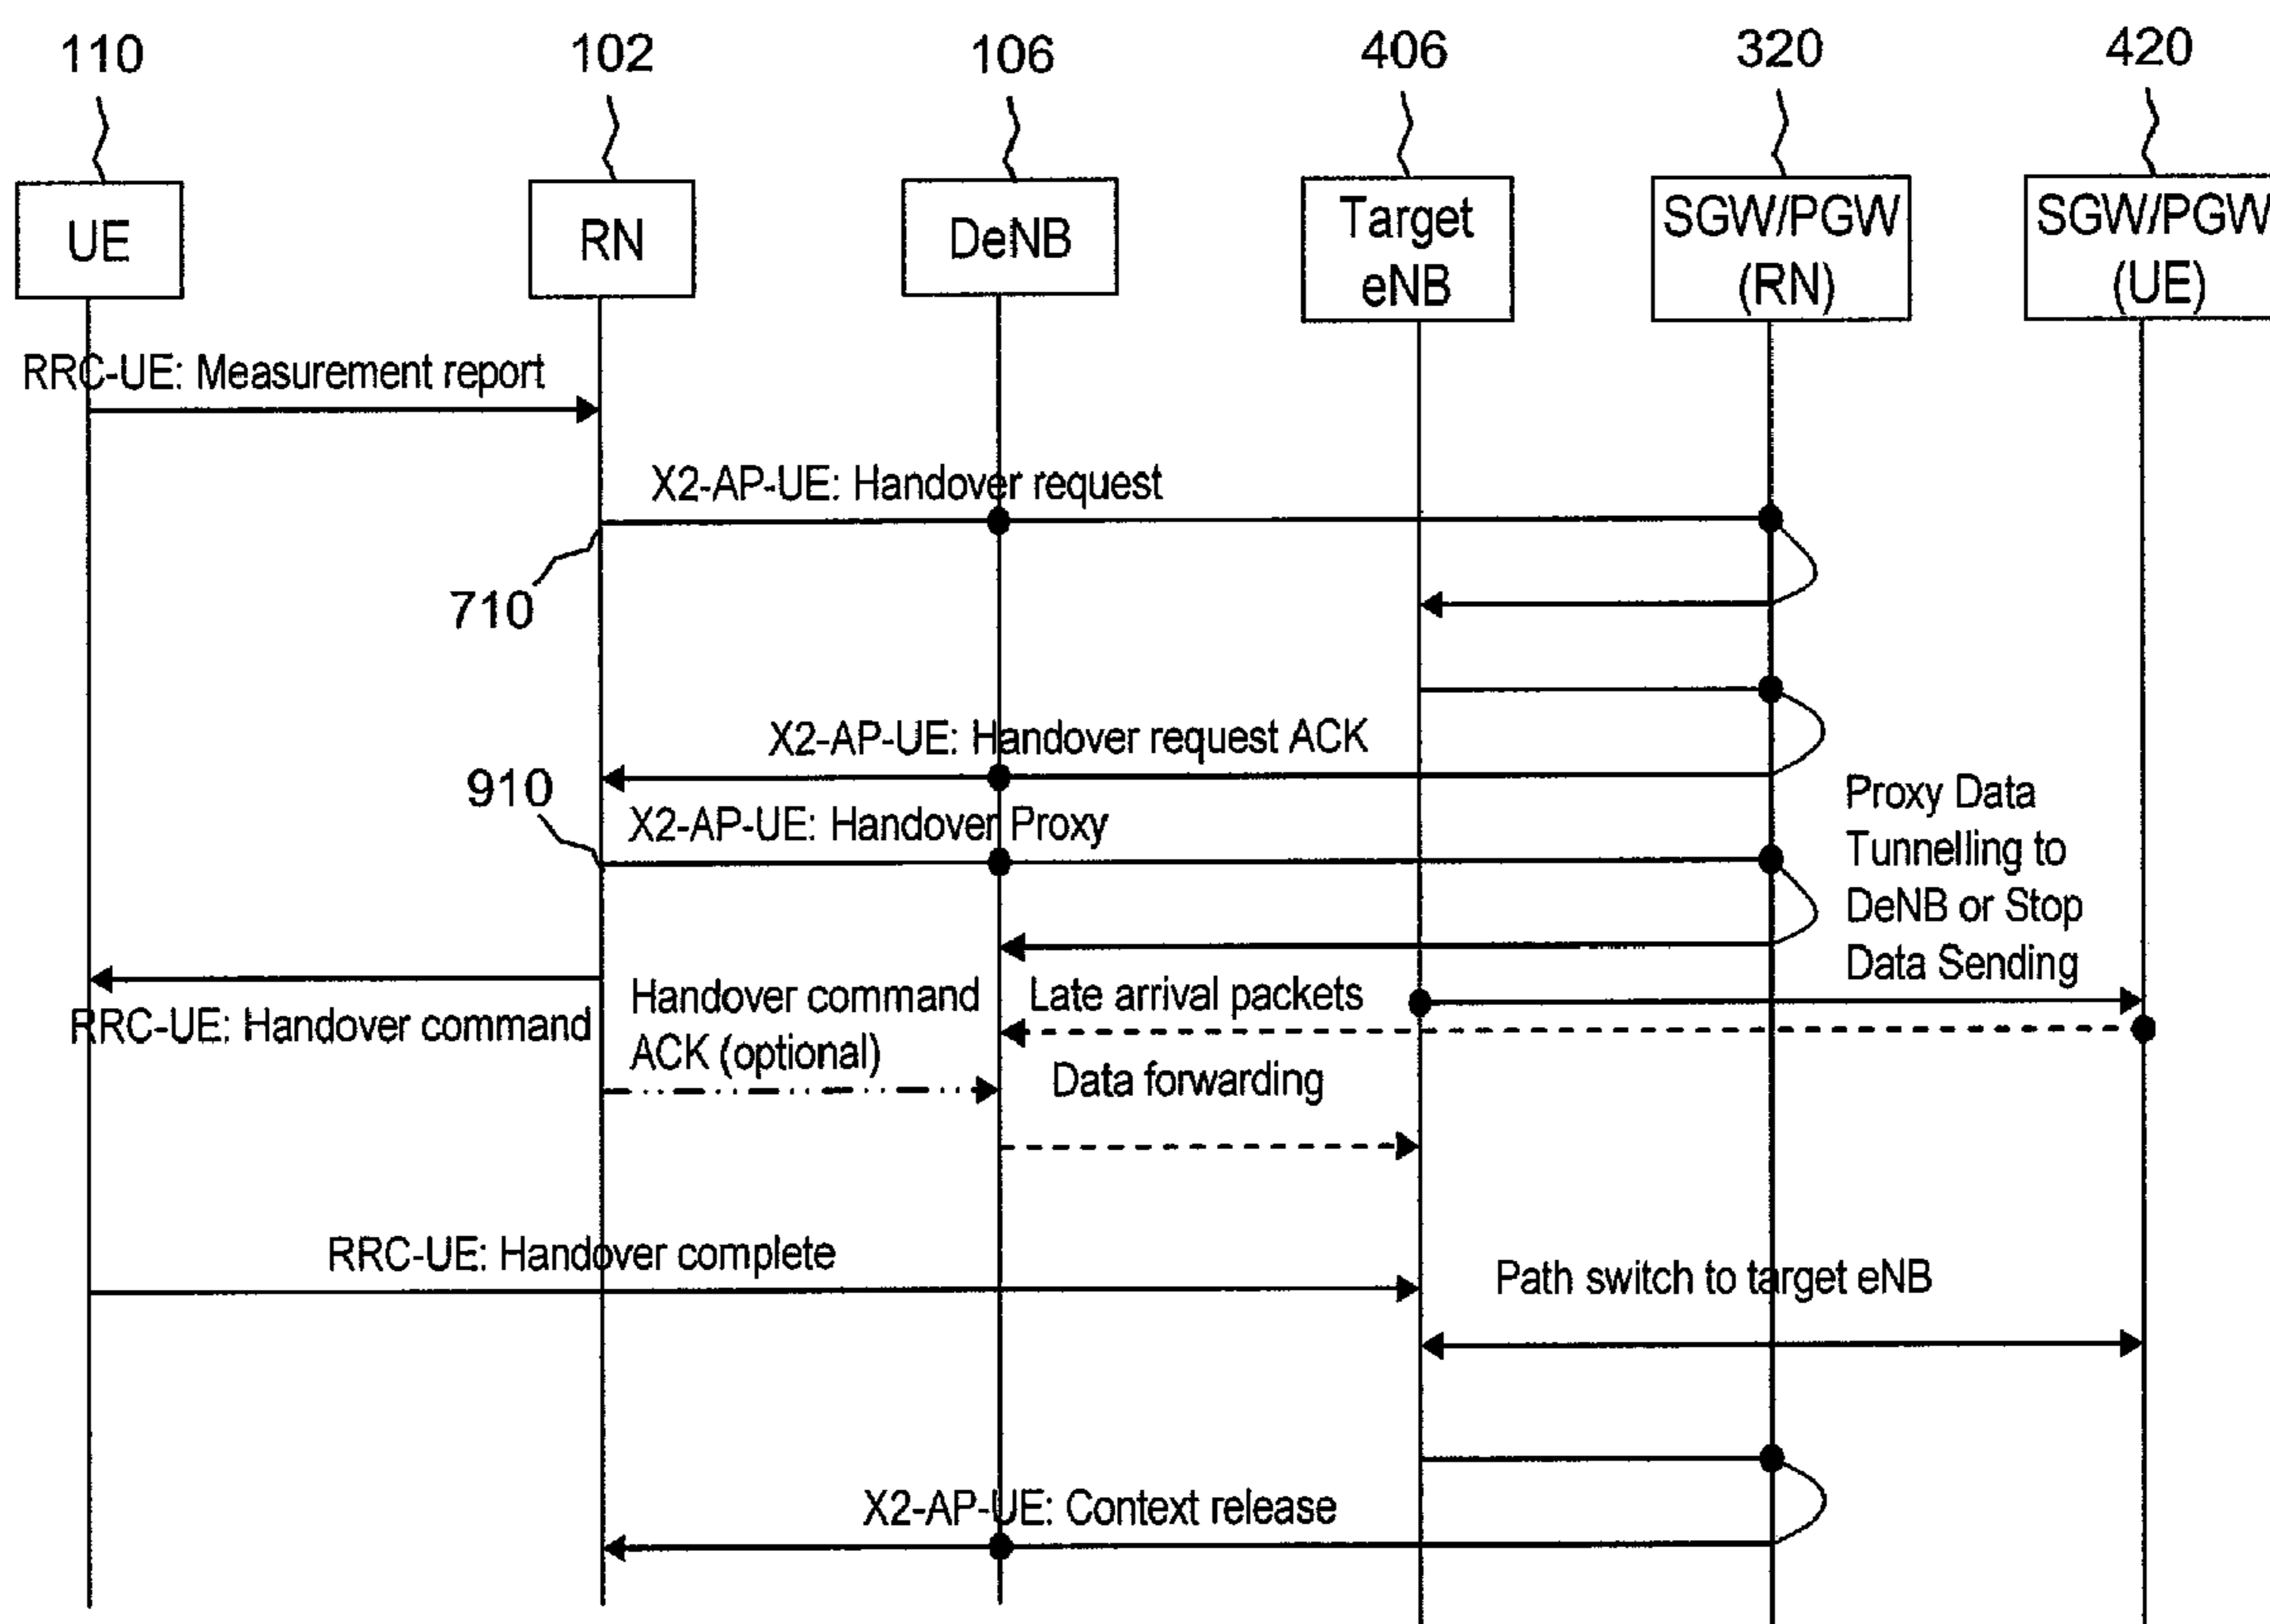 110
102
106
406
320
420
UE
RN
DeNB
Target
eNB
SGW/PGW
(RN)
SGW/PGW
(UE)
RRC-UE: Measurement report
X2-AP-UE: Handover request
710
X2-AP-UE: Handover request ACK
910
X2-AP-UE: Handover Proxy
Proxy Data
Tunnelling to
DeNB or Stop
Data Sending
RRC-UE: Handover command
Handover command
ACK (optional)
Late arrival packets
Data forwarding
RRC-UE: Handover complete
Path switch to target eNB
X2-AP-UE: Context release